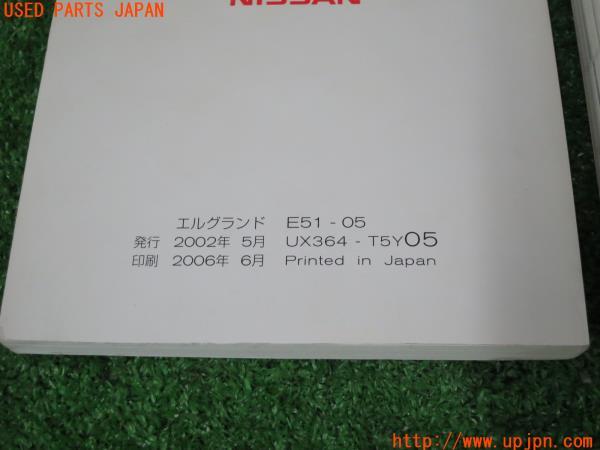 USED PARTS JAPAN
NISSAN
エルグランド E51 - 05
発行 2002年 5月 UX364 - T5Y05
印刷 2006年 6月 Printed in Japan
http://www.upjpn.com/